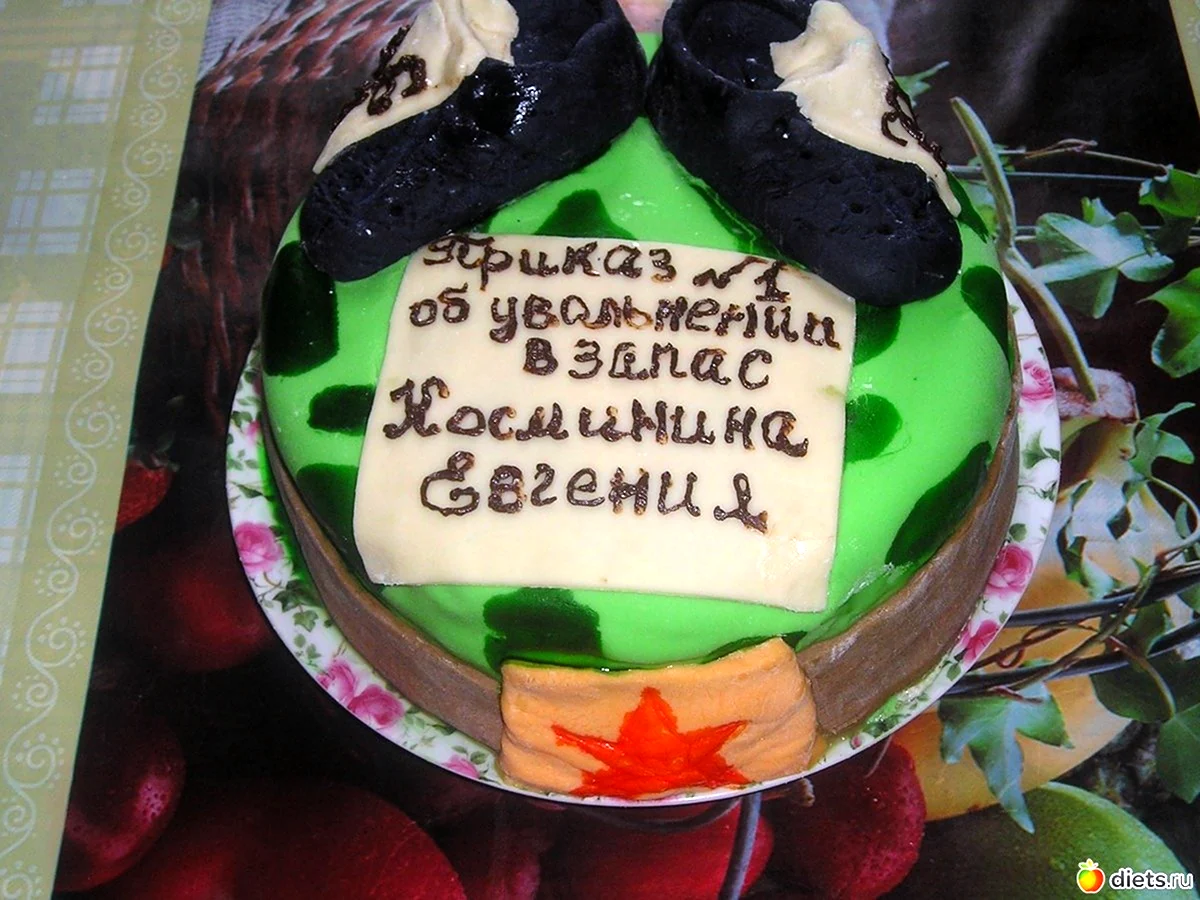 Приказ №1
об увольнении
в запас
Косминина
Евгения
diets.ru